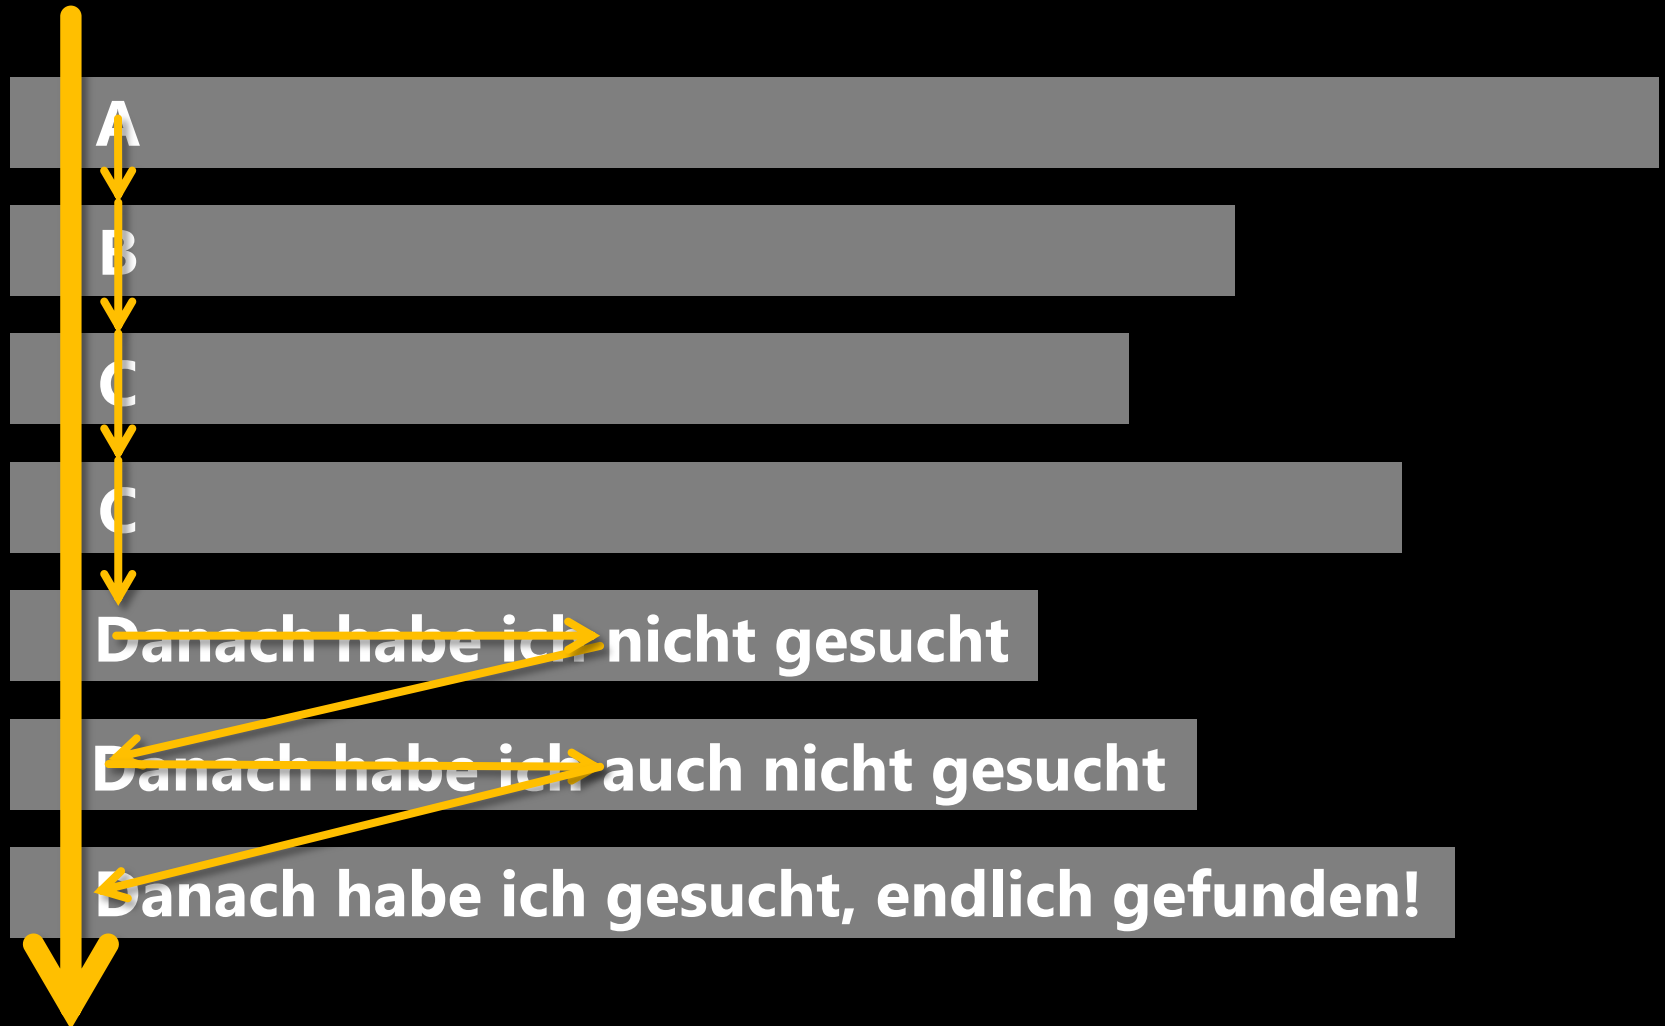 A
B
C
C
Danach habe ich nicht gesucht
Danach habe ich auch nicht gesucht
Danach habe ich gesucht, endlich gefunden!